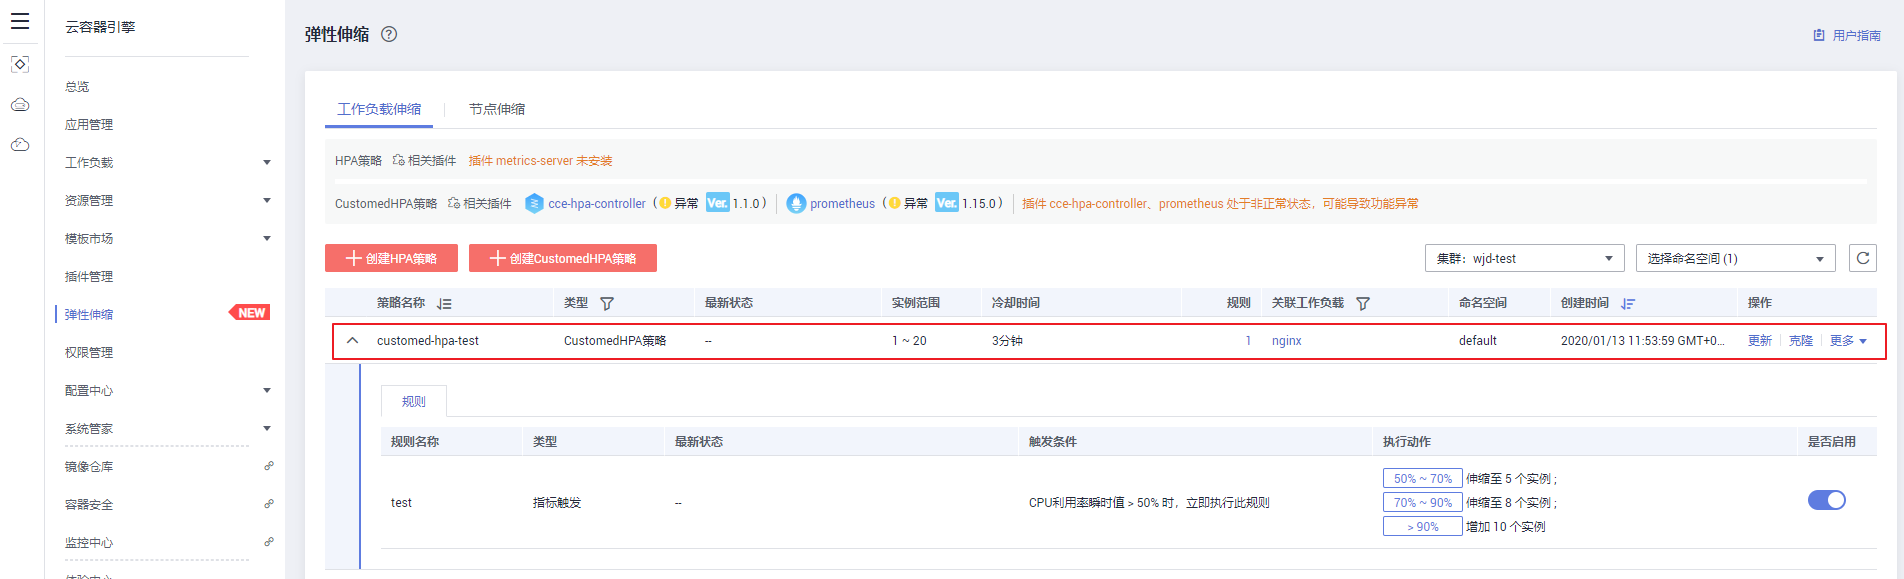 云容器引擎
总览
应用管理
工作负载
资源管理
模板市场
插件管理
弹性伸缩 NEW
权限管理
配置中心
系统管家
镜像仓库
容器安全
监控中心
弹性伸缩
用户指南
工作负载伸缩 节点伸缩
HPA策略 相关插件 插件 metrics-server 未安装
CustomedHPA策略 相关插件 cce-hpa-controller ( 异常 Ver. 1.1.0 ) prometheus ( 异常 Ver. 1.15.0 ) 插件 cce-hpa-controller、prometheus 处于非正常状态，可能导致功能异常
创建HPA策略 创建CustomedHPA策略 集群：wjd-test 选择命名空间 (1)
策略名称 类型 最新状态 实例范围 冷却时间 规则 关联工作负载 命名空间 创建时间 操作
customed-hpa-test CustomedHPA策略 -- 1 ~ 20 3分钟 1 nginx default 2020/01/13 11:53:59 GMT+0... 更新 克隆 更多
规则
规则名称 类型 最新状态 触发条件 执行动作 是否启用
test 指标触发 -- CPU利用率瞬时值 > 50% 时，立即执行此规则
50% ~ 70% 伸缩至 5 个实例 ;
70% ~ 90% 伸缩至 8 个实例 ;
> 90% 增加 10 个实例